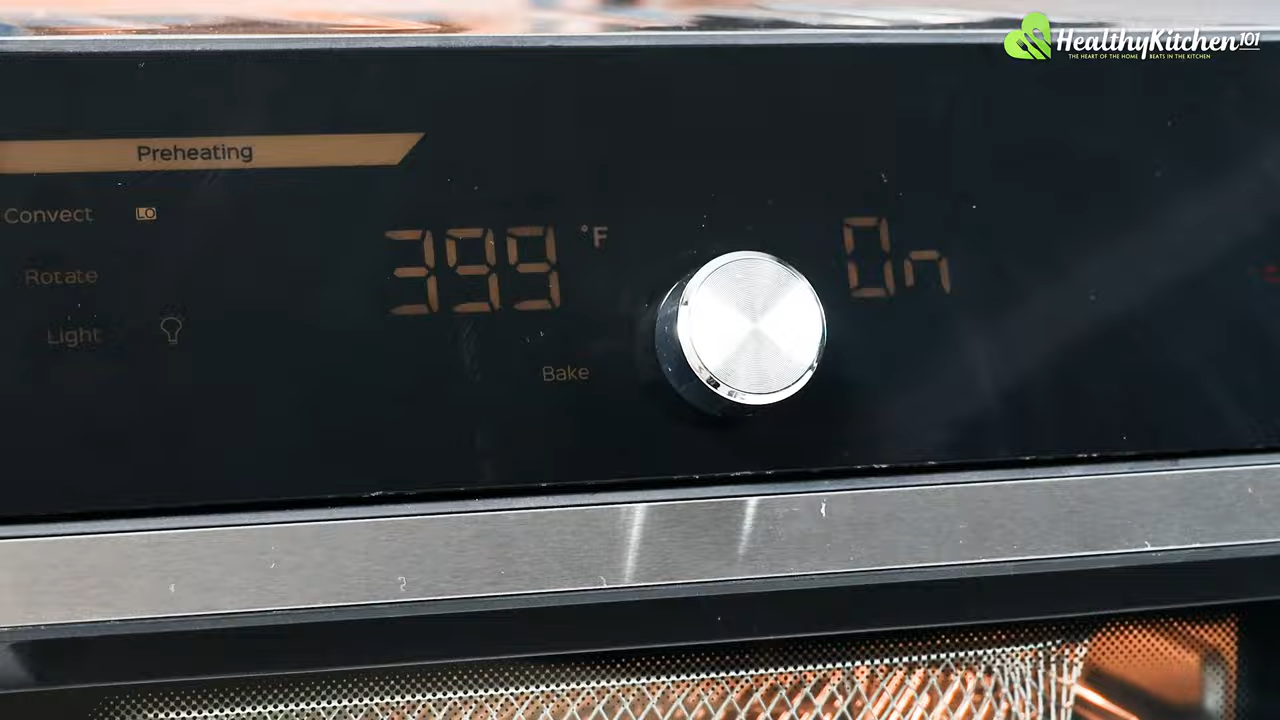 HealthyKitchen101
THE HEART OF THE HOME BEATS IN THE KITCHEN
Preheating
Convect LO
Rotate
Light
399 °F
On
Bake